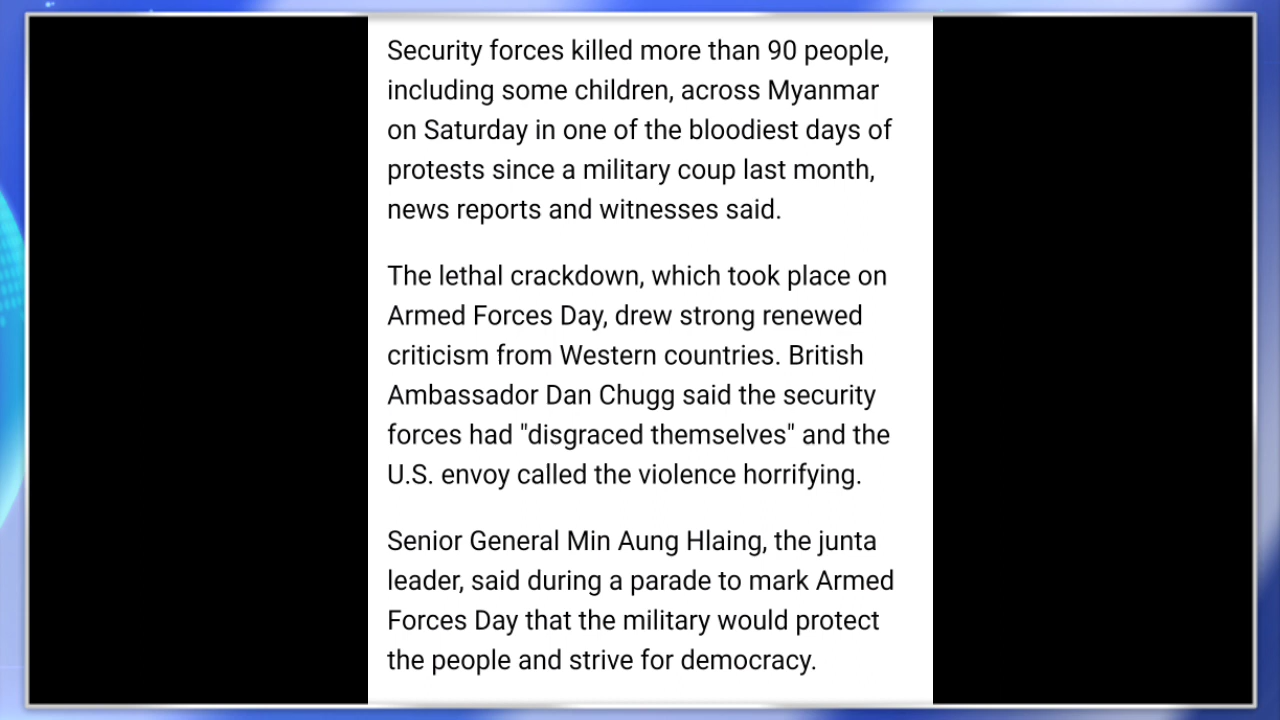 Security forces killed more than 90 people,
including some children, across Myanmar
on Saturday in one of the bloodiest days of
protests since a military coup last month,
news reports and witnesses said.
The lethal crackdown, which took place on
Armed Forces Day, drew strong renewed
criticism from Western countries. British
Ambassador Dan Chugg said the security
forces had "disgraced themselves" and the
U.S. envoy called the violence horrifying.
Senior General Min Aung Hlaing, the junta
leader, said during a parade to mark Armed
Forces Day that the military would protect
the people and strive for democracy.